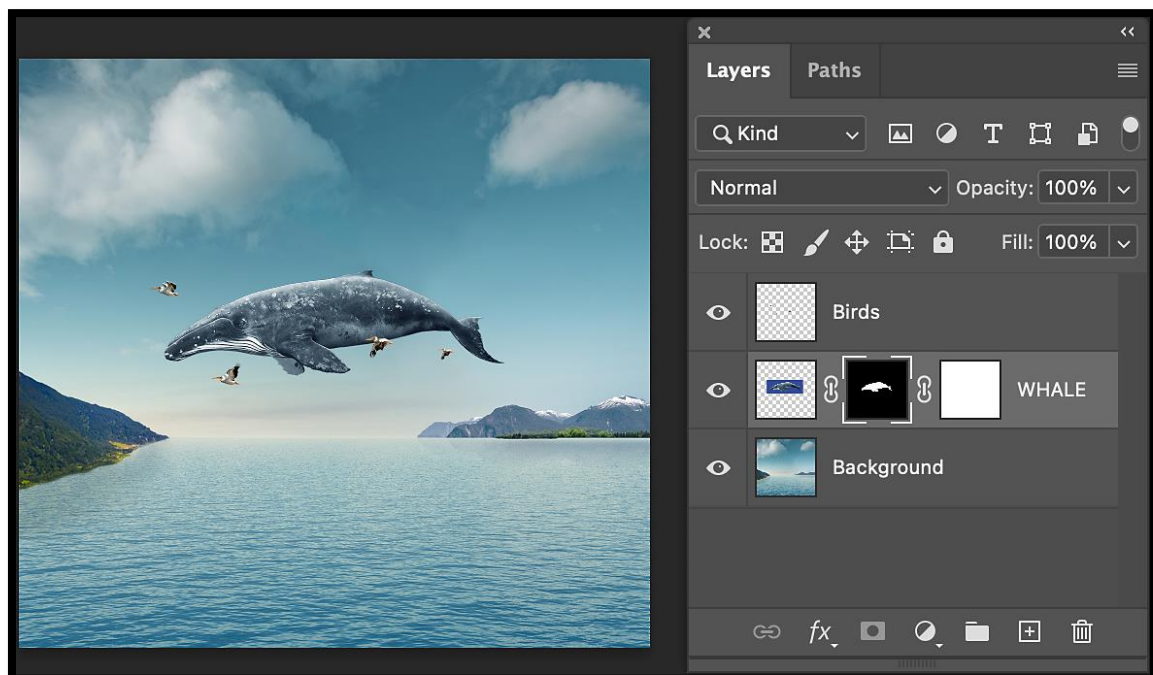 Layers Paths
Kind
Normal Opacity: 100%
Lock: Fill: 100%
Birds
WHALE
Background
fx